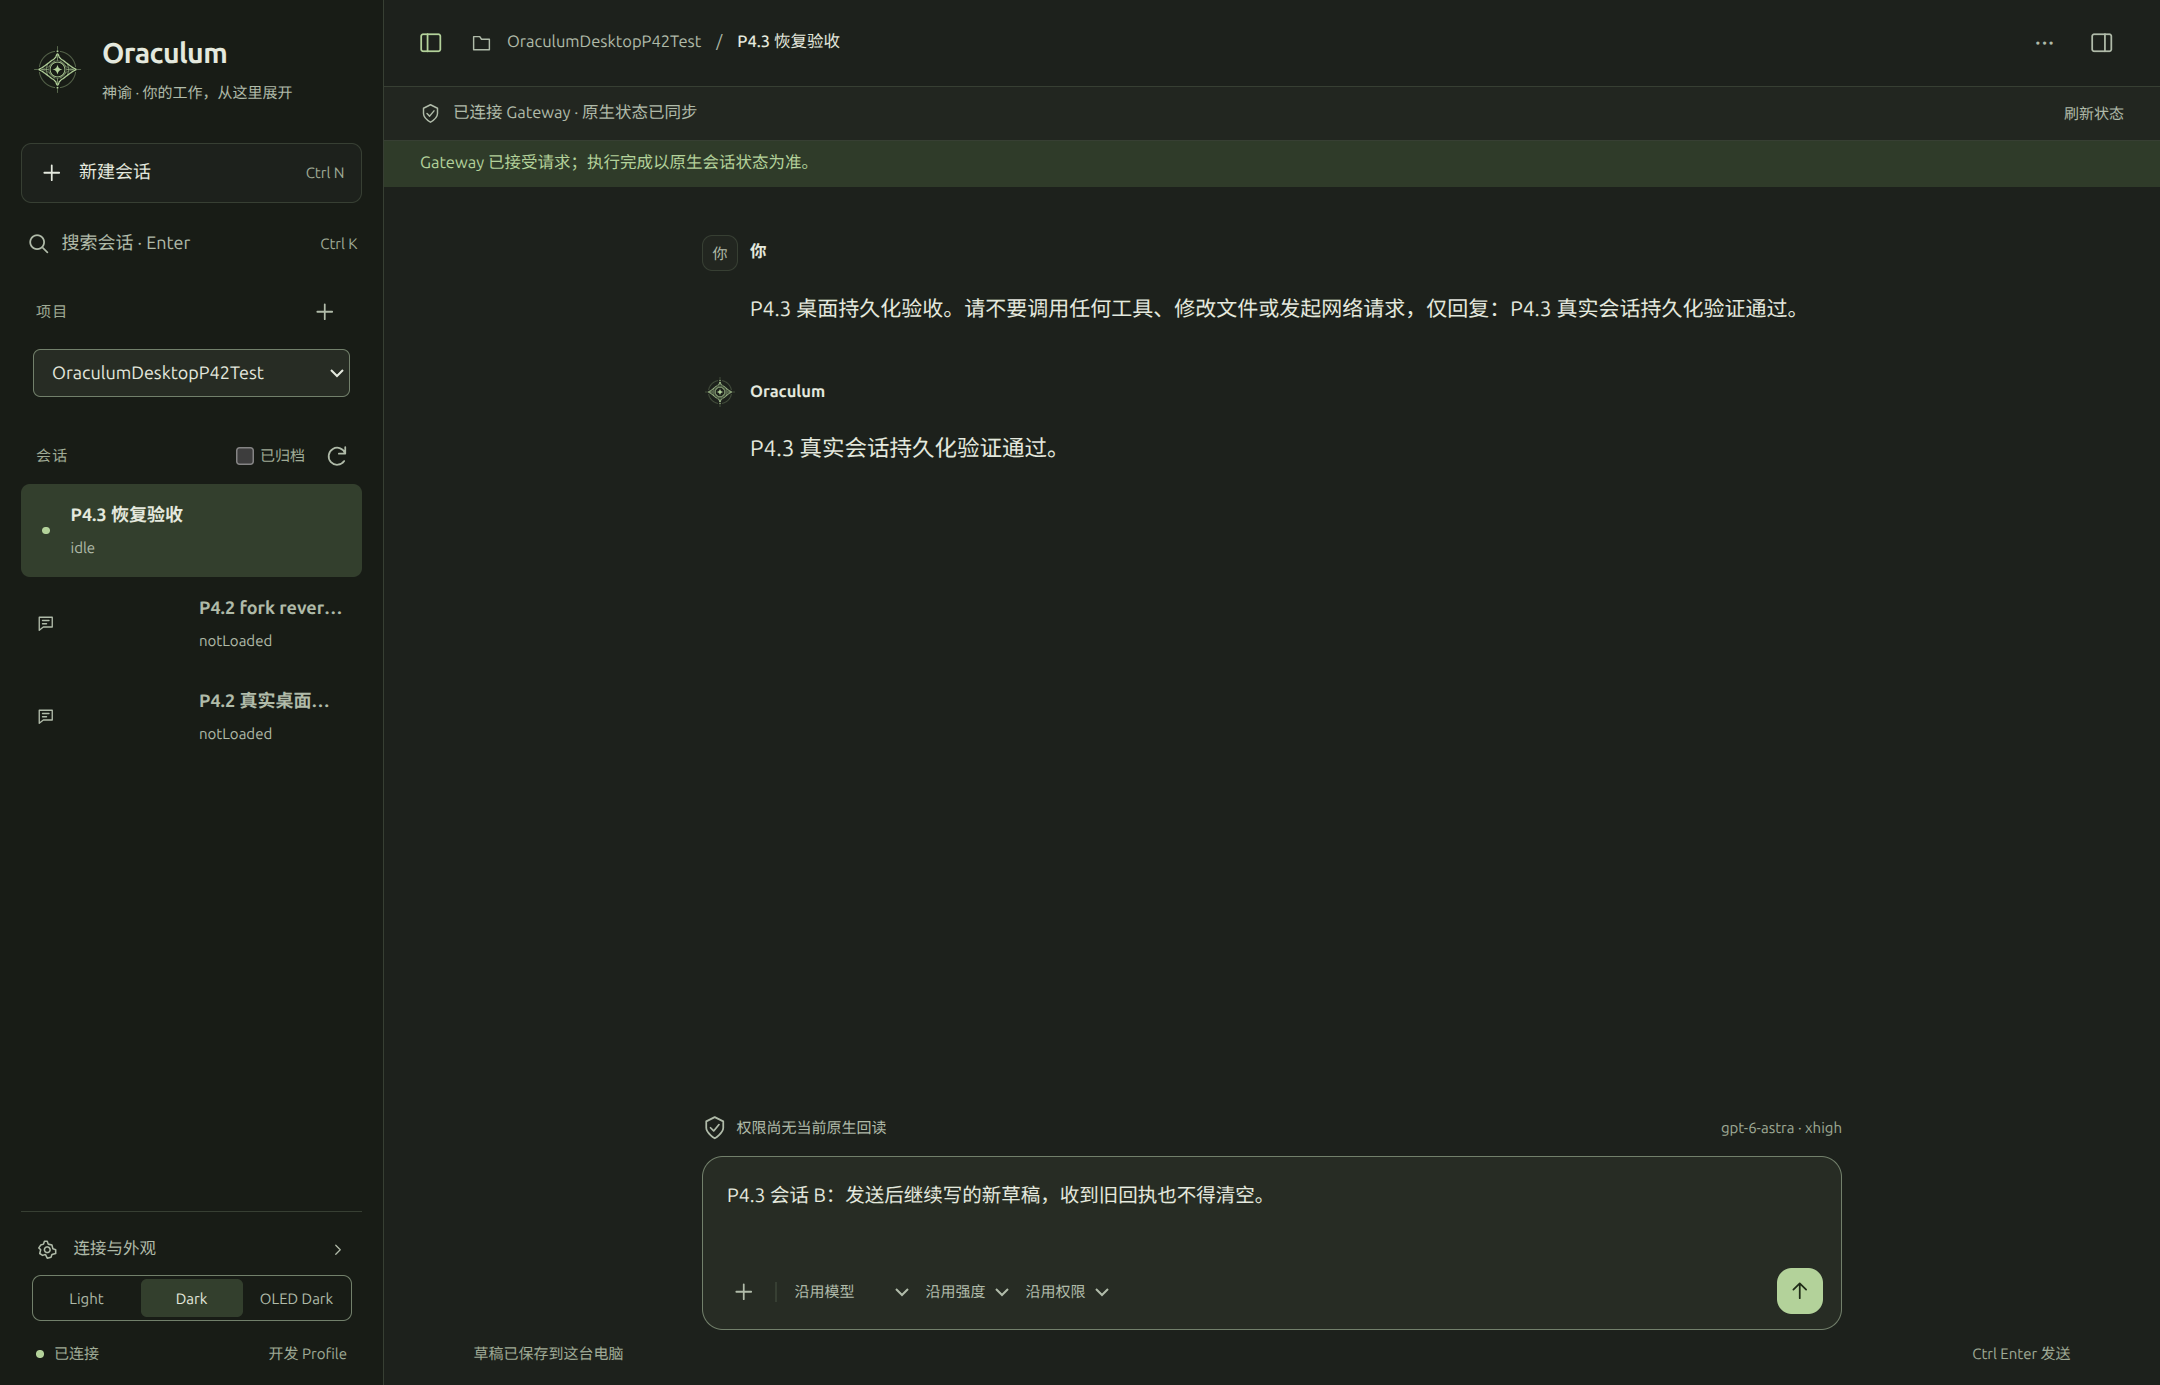 Oraculum
神谕 · 你的工作，从这里展开
新建会话 Ctrl N
搜索会话 · Enter Ctrl K
项目
OraculumDesktopP42Test
会话 已归档
P4.3 恢复验收
idle
P4.2 fork rever...
notLoaded
P4.2 真实桌面...
notLoaded
连接与外观
Light Dark OLED Dark
已连接 开发 Profile
OraculumDesktopP42Test / P4.3 恢复验收
已连接 Gateway · 原生状态已同步 刷新状态
Gateway 已接受请求；执行完成以原生会话状态为准。
你 你
P4.3 桌面持久化验收。请不要调用任何工具、修改文件或发起网络请求，仅回复：P4.3 真实会话持久化验证通过。
Oraculum
P4.3 真实会话持久化验证通过。
权限尚无当前原生回读 gpt-6-astra · xhigh
P4.3 会话 B：发送后继续写的新草稿，收到旧回执也不得清空。
沿用模型 沿用强度 沿用权限
草稿已保存到这台电脑 Ctrl Enter 发送